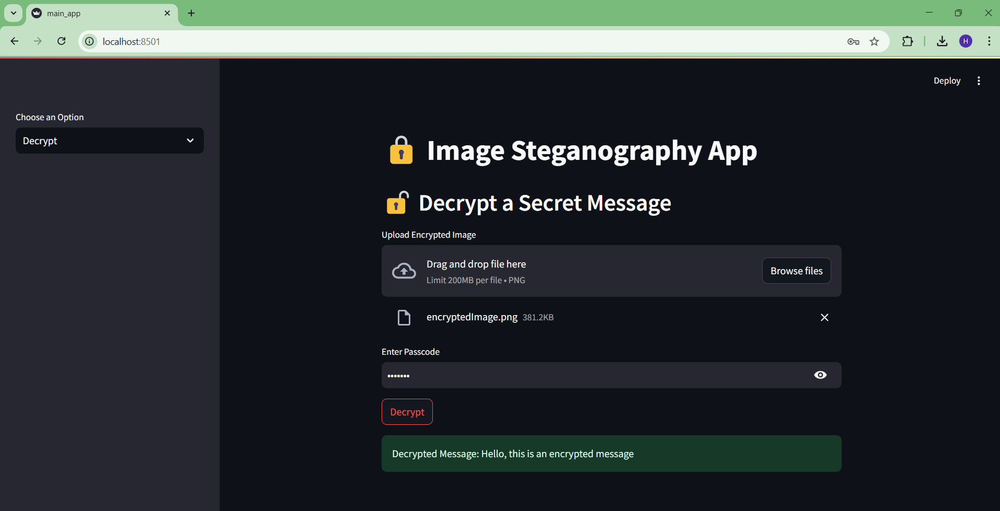 main_app
localhost:8501
H
Deploy
Choose an Option
Decrypt
Image Steganography App
Decrypt a Secret Message
Upload Encrypted Image
Drag and drop file here
Limit 200MB per file • PNG
Browse files
encryptedImage.png 381.2KB
Enter Passcode
•••••••
Decrypt
Decrypted Message: Hello, this is an encrypted message